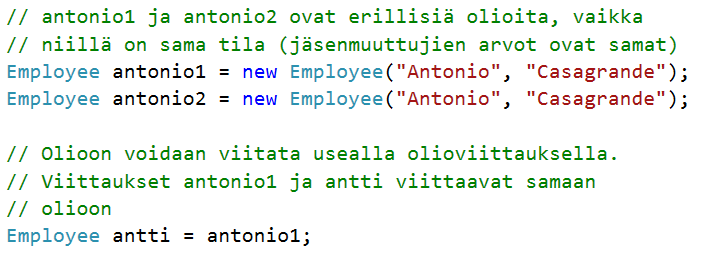 // antonio1 ja antonio2 ovat erillisiä olioita, vaikka
// niillä on sama tila (jäsenmuuttujien arvot ovat samat)
Employee antonio1 = new Employee("Antonio", "Casagrande");
Employee antonio2 = new Employee("Antonio", "Casagrande");
// Olioon voidaan viitata usealla olioviittauksella.
// Viittaukset antonio1 ja antti viittaavat samaan
// olioon
Employee antti = antonio1;